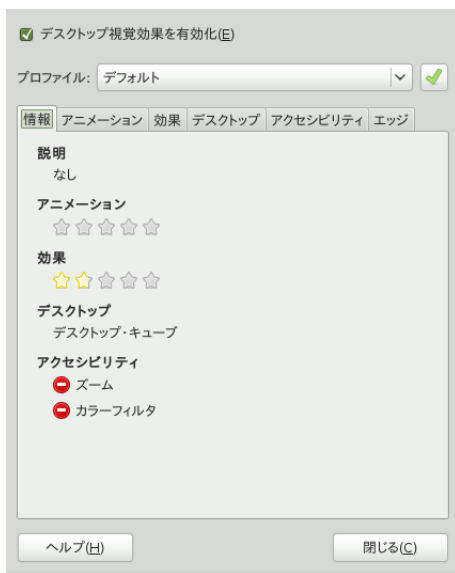 デスクトップ視覚効果を有効化(E)
プロファイル: デフォルト
情報 アニメーション 効果 デスクトップ アクセシビリティ エッジ
説明
なし
アニメーション
効果
デスクトップ
デスクトップ・キューブ
アクセシビリティ
ズーム
カラーフィルタ
ヘルプ(H) 閉じる(C)